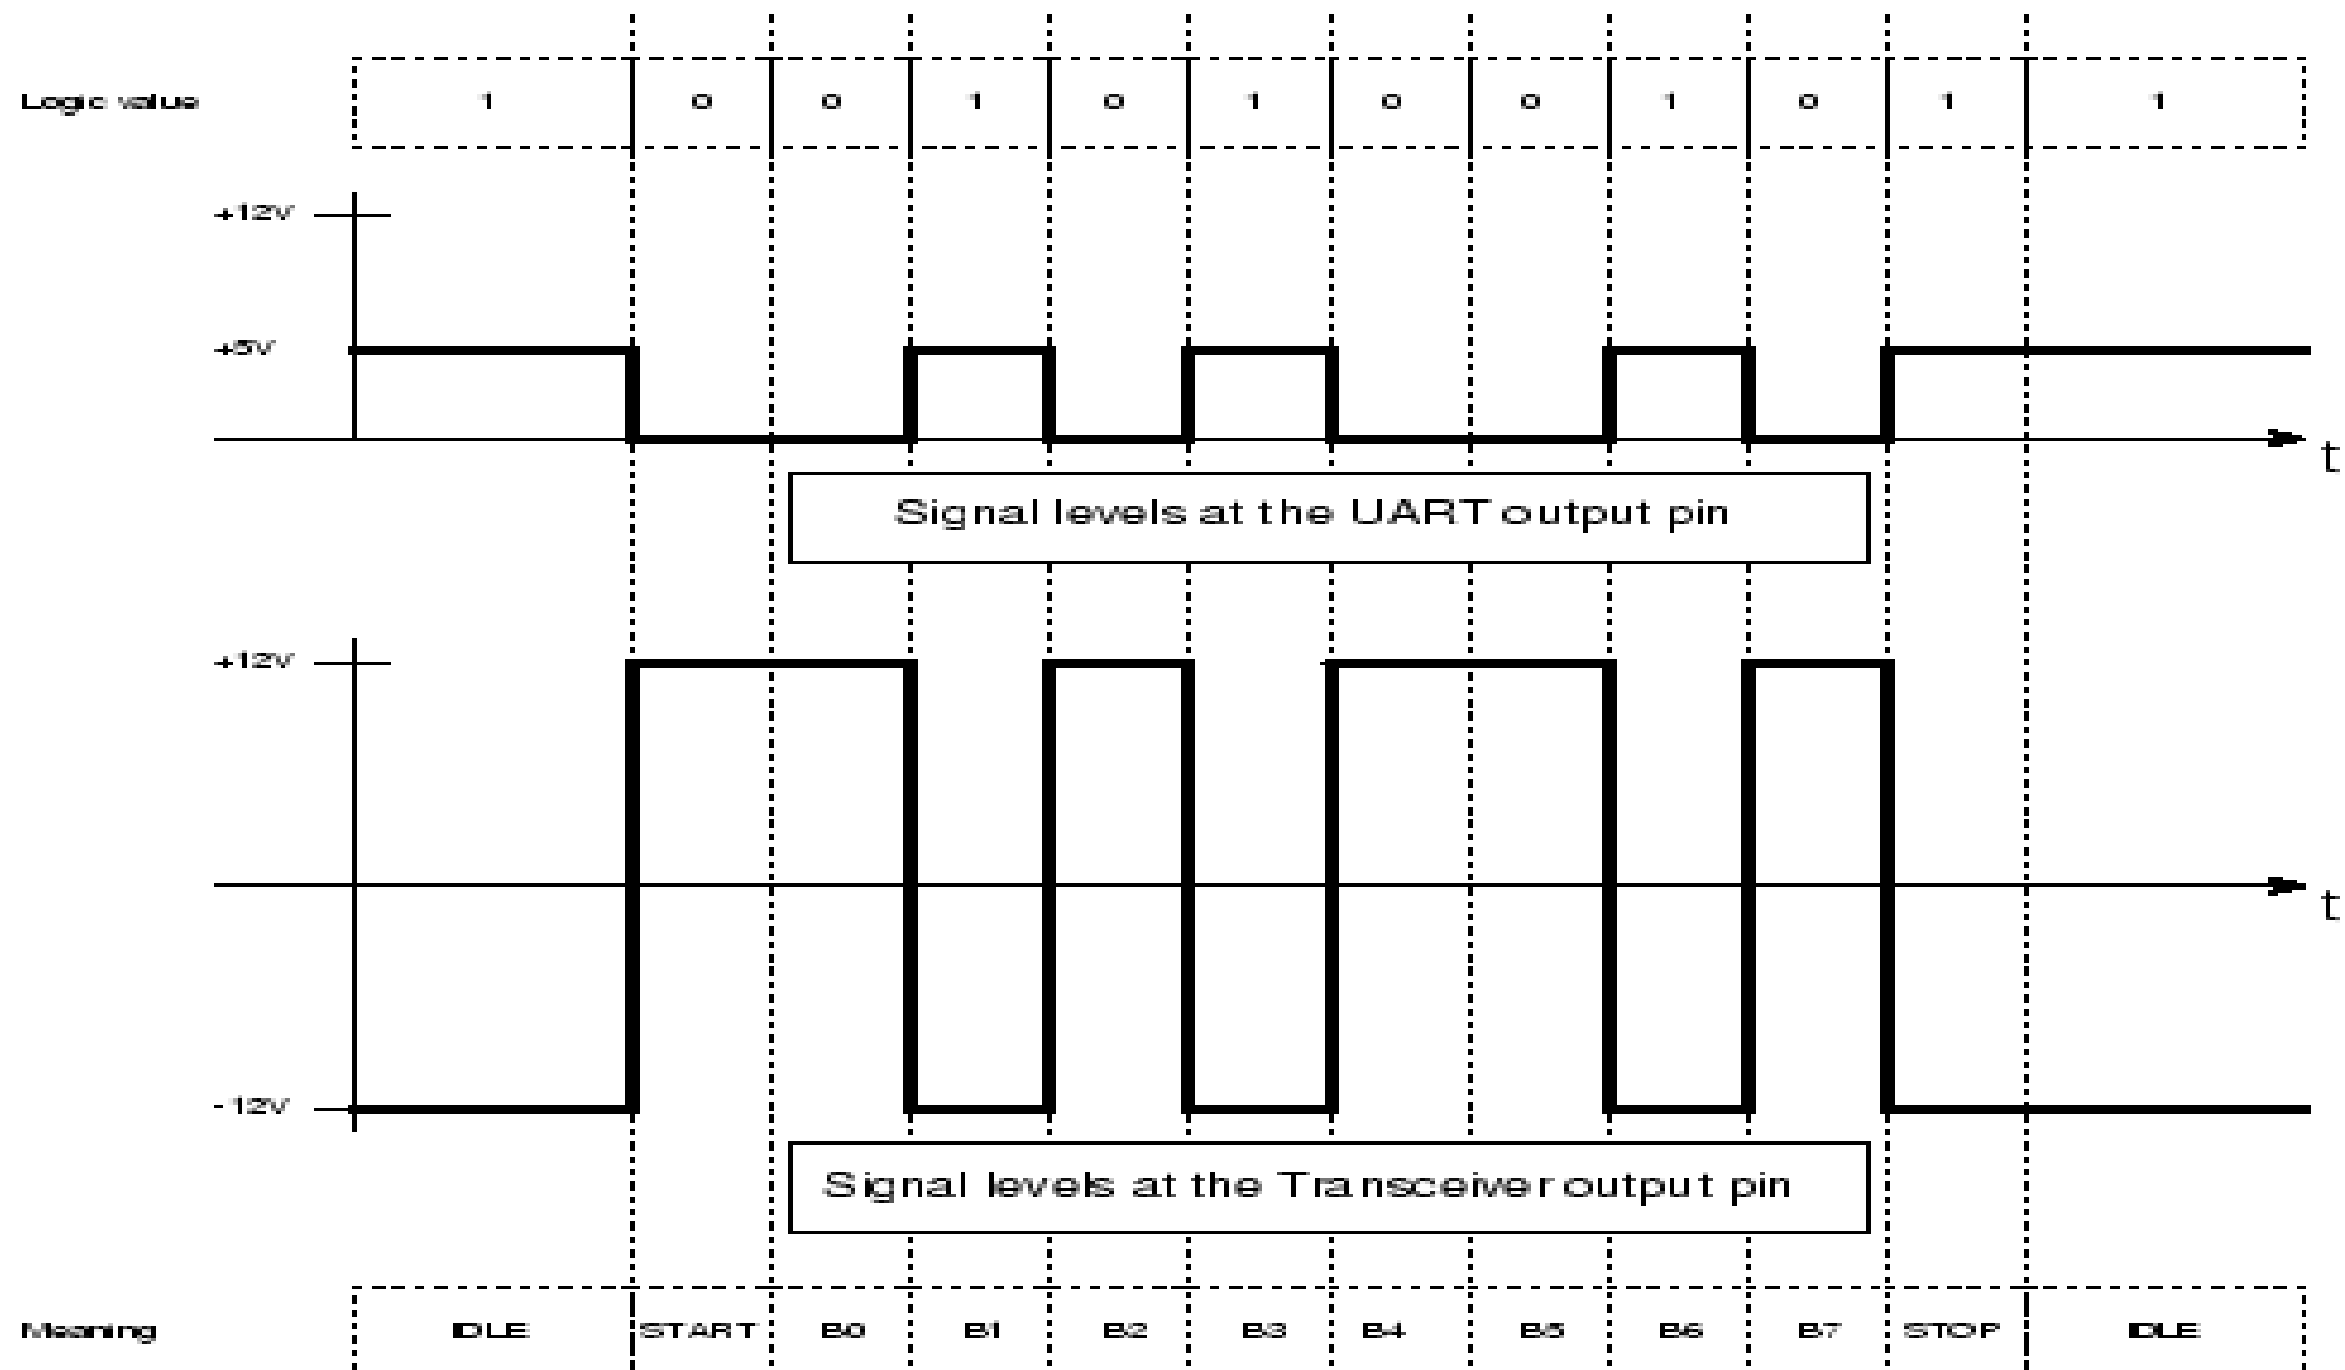 Logic value 1 0 0 1 0 1 0 0 1 0 1 1
+12V
+5V
t
Signal levels at the UART output pin
+12V
t
-12V
Signal levels at the Transceiver output pin
Meaning IDLE START B0 B1 B2 B3 B4 B5 B6 B7 STOP IDLE